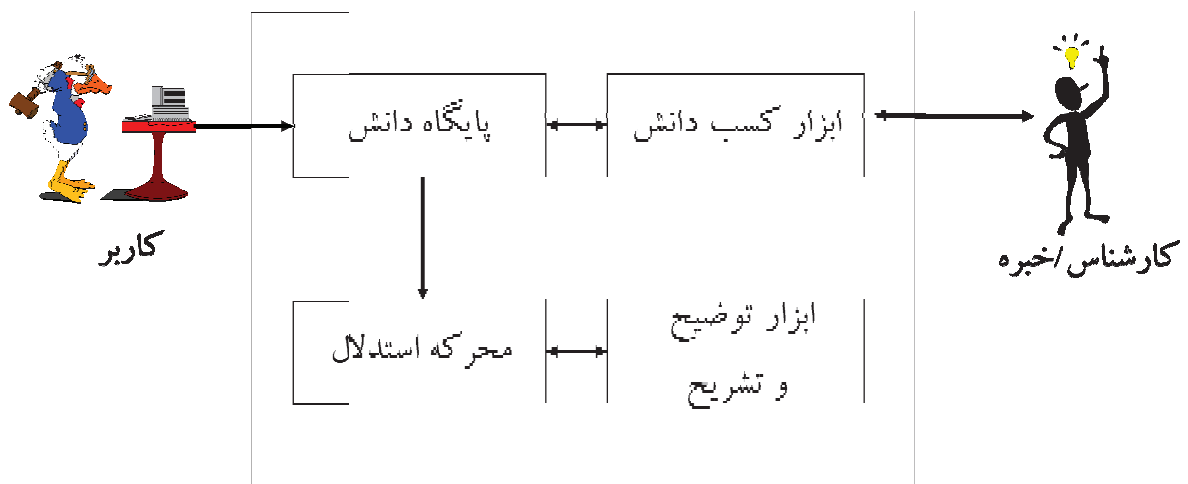 ابزار کسب دانش
پایگاه دانش
کاربر
کارشناس/خبره
ابزار توضیح
و تشریح
محرکه استدلال